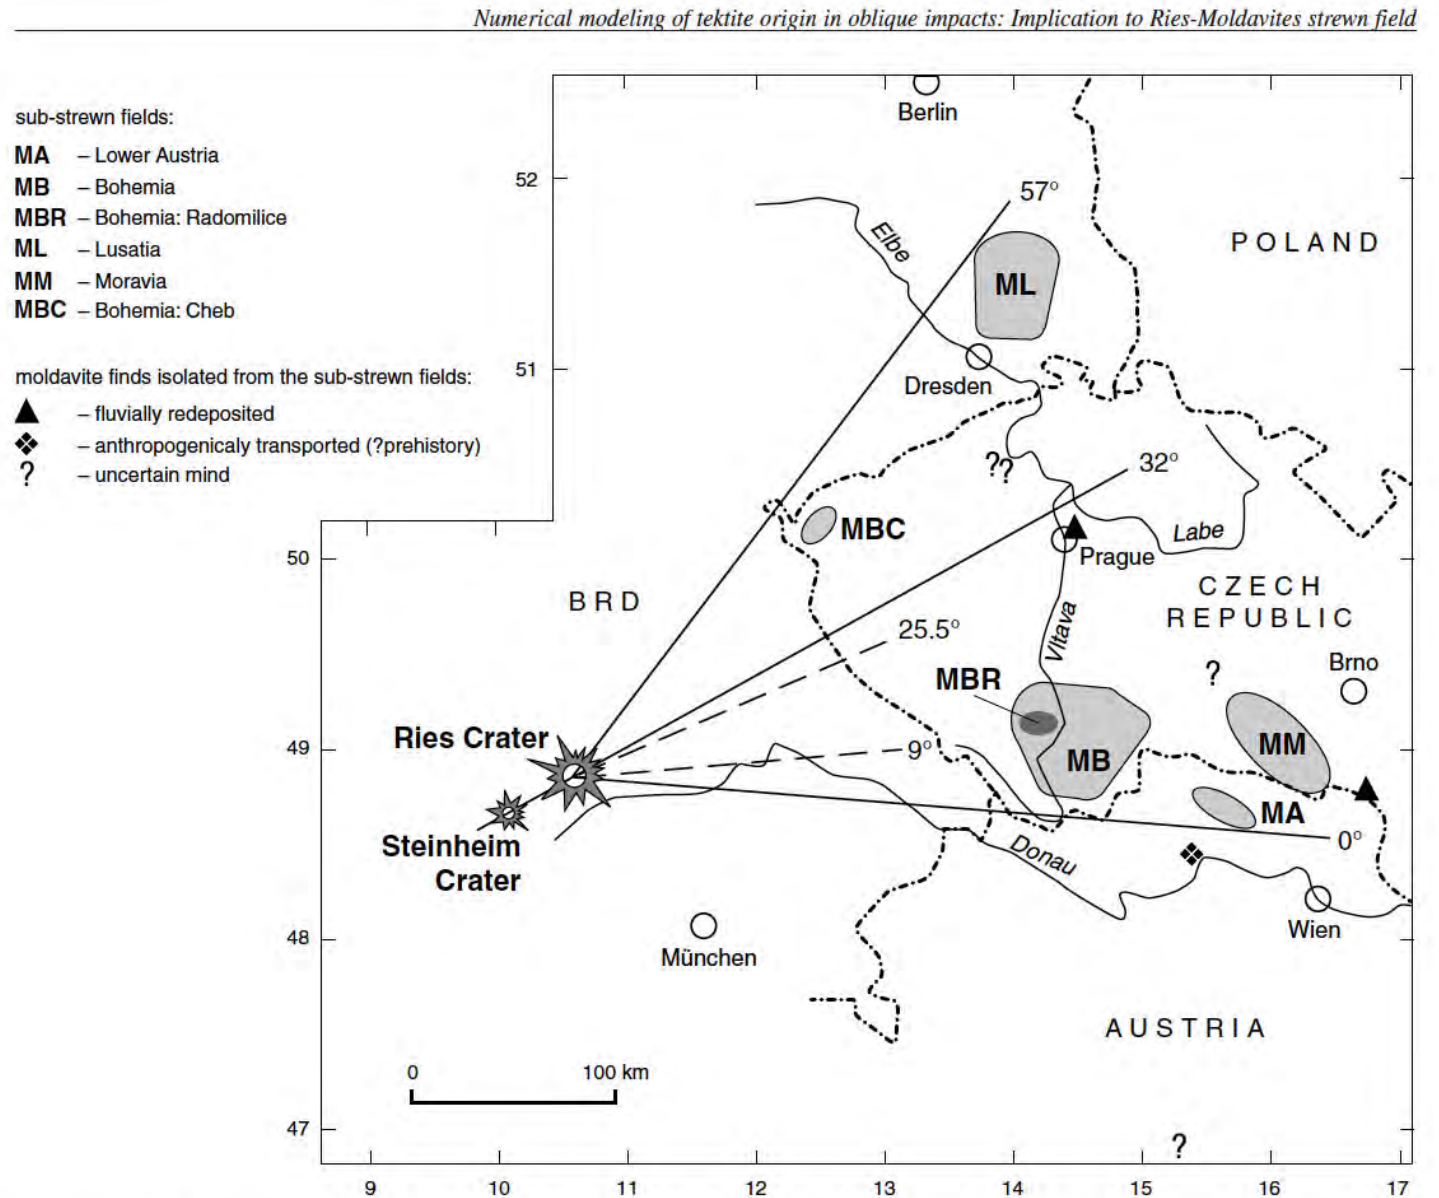 Numerical modeling of tektite origin in oblique impacts: Implication to Ries-Moldavites strewn field
sub-strewn fields:
MA – Lower Austria
MB – Bohemia
MBR – Bohemia: Radomilice
ML – Lusatia
MM – Moravia
MBC – Bohemia: Cheb
moldavite finds isolated from the sub-strewn fields:
– fluvially redeposited
– anthropogenicaly transported (?prehistory)
? – uncertain mind
Berlin
52
57°
Elbe
POLAND
ML
51
Dresden
??
32°
MBC
Labe
50
Prague
BRD
CZECH
REPUBLIC
25.5°
Vltava
?
Brno
MBR
Ries Crater
49
9°
MB
MM
MA
Steinheim
Crater
0°
Donau
48
München
Wien
AUSTRIA
0 100 km
47
?
9 10 11 12 13 14 15 16 17